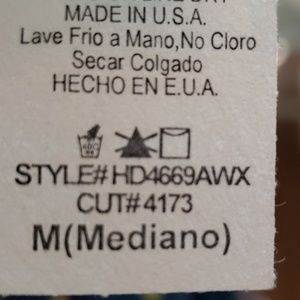 MADE IN U.S.A.
Lave Frio a Mano,No Cloro
Secar Colgado
HECHO EN E.U.A.
STYLE# HD4669AWX
CUT# 4173
M(Mediano)